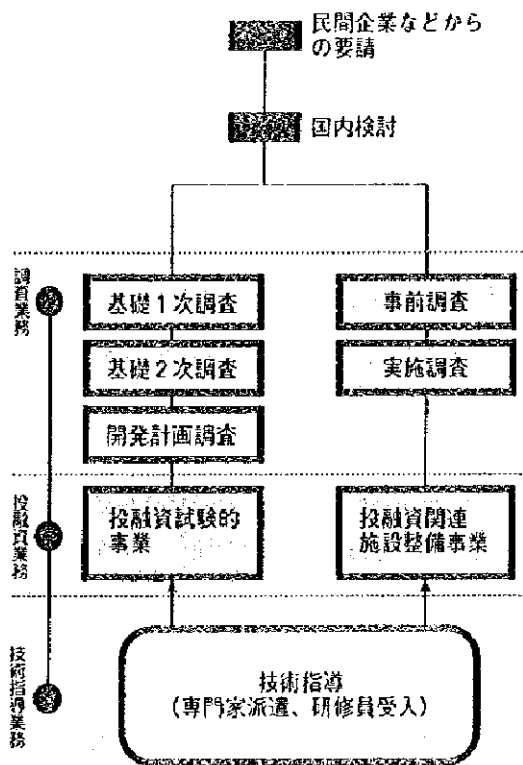 民間企業などから
の要請
国内検討
調査業務
基礎1次調査
事前調査
基礎2次調査
実施調査
開発計画調査
投融資業務
投融資試験的
事業
投融資関連
施設整備事業
技術指導業務
技術指導
(専門家派遣、研修員受入)